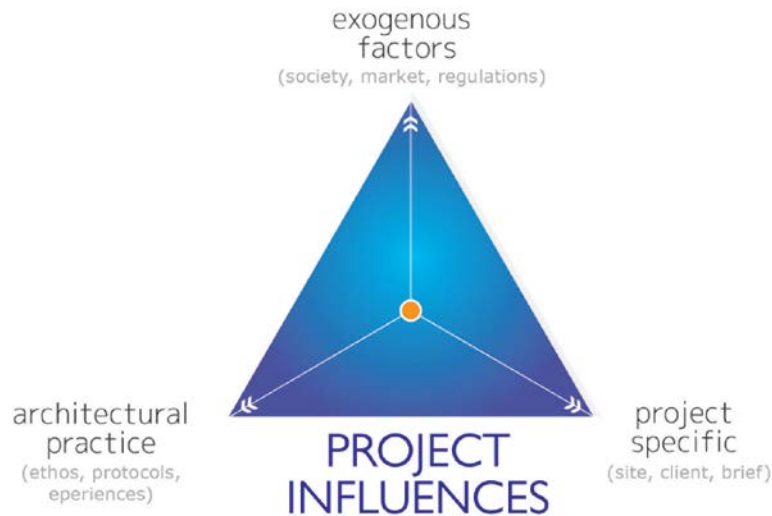 exogenous
factors
(society, market, regulations)
architectural
practice
(ethos, protocols,
eperiences)
project
specific
(site, client, brief)
PROJECT
INFLUENCES